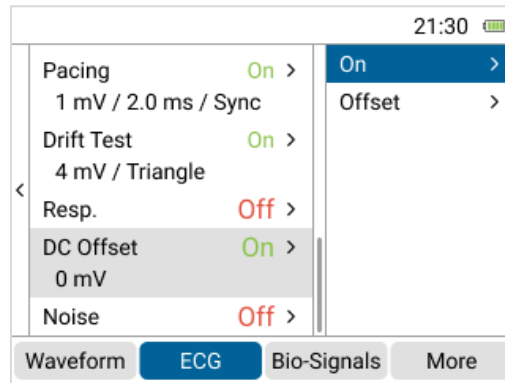 21:30
Pacing On >
1 mV / 2.0 ms / Sync
Drift Test On >
4 mV / Triangle
Resp. Off >
DC Offset On >
0 mV
Noise Off >
<
On >
Offset >
Waveform ECG Bio-Signals More